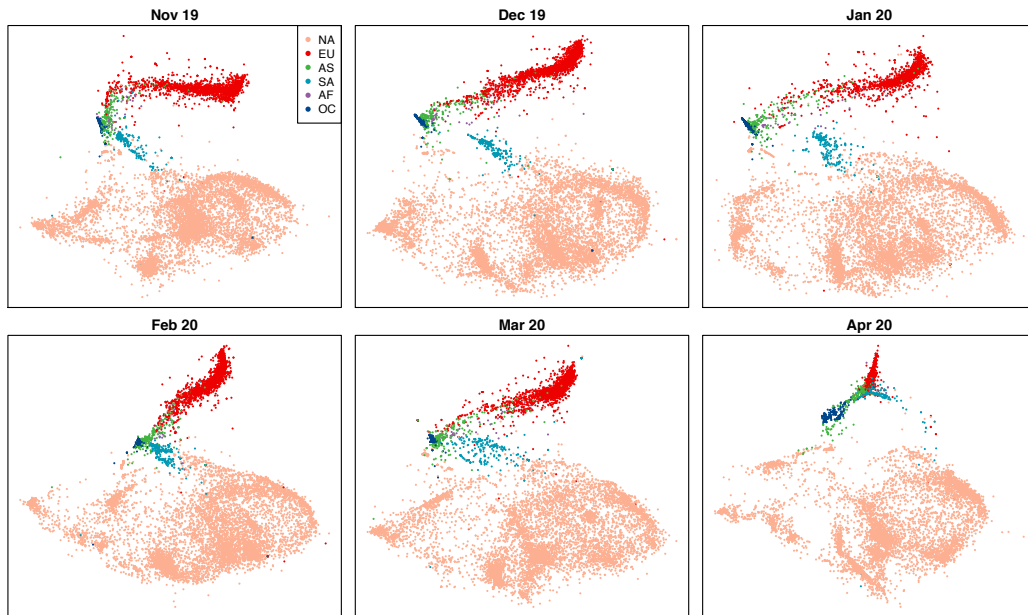 Nov 19
Dec 19
Jan 20
NA
EU
AS
SA
AF
OC
Feb 20
Mar 20
Apr 20